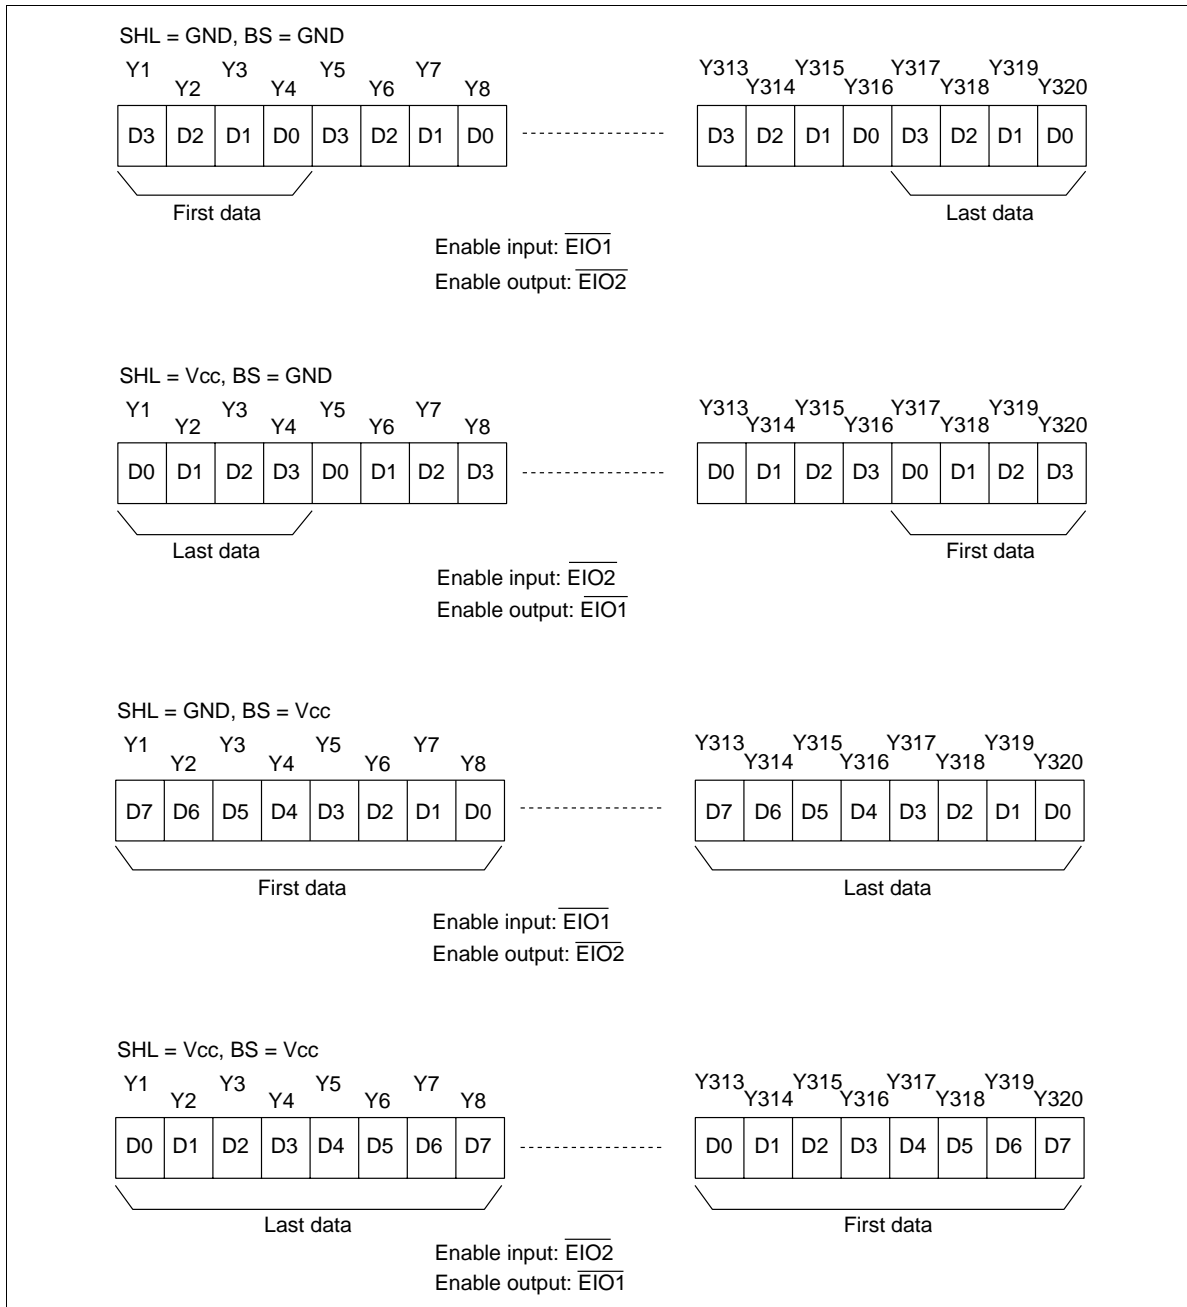 SHL = GND, BS = GND
Y1 Y2 Y3 Y4 Y5 Y6 Y7 Y8 Y313 Y314 Y315 Y316 Y317 Y318 Y319 Y320
D3 D2 D1 D0 D3 D2 D1 D0 D3 D2 D1 D0 D3 D2 D1 D0
First data Last data
Enable input: EIO1
Enable output: EIO2
SHL = Vcc, BS = GND
Y1 Y2 Y3 Y4 Y5 Y6 Y7 Y8 Y313 Y314 Y315 Y316 Y317 Y318 Y319 Y320
D0 D1 D2 D3 D0 D1 D2 D3 D0 D1 D2 D3 D0 D1 D2 D3
Last data First data
Enable input: EIO2
Enable output: EIO1
SHL = GND, BS = Vcc
Y1 Y2 Y3 Y4 Y5 Y6 Y7 Y8 Y313 Y314 Y315 Y316 Y317 Y318 Y319 Y320
D7 D6 D5 D4 D3 D2 D1 D0 D7 D6 D5 D4 D3 D2 D1 D0
First data Last data
Enable input: EIO1
Enable output: EIO2
SHL = Vcc, BS = Vcc
Y1 Y2 Y3 Y4 Y5 Y6 Y7 Y8 Y313 Y314 Y315 Y316 Y317 Y318 Y319 Y320
D0 D1 D2 D3 D4 D5 D6 D7 D0 D1 D2 D3 D4 D5 D6 D7
Last data First data
Enable input: EIO2
Enable output: EIO1